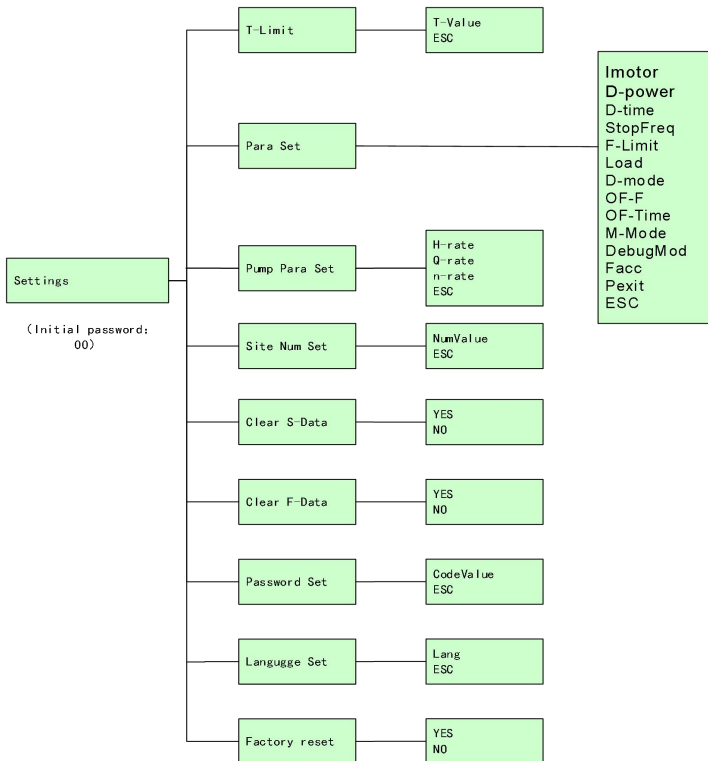 Settings
(Initial password:
00)
T-Limit
T-Value
ESC
Para Set
Imotor
D-power
D-time
StopFreq
F-Limit
Load
D-mode
OF-F
OF-Time
M-Mode
DebugMod
Facc
Pexit
ESC
Pump Para Set
H-rate
Q-rate
n-rate
ESC
Site Num Set
NumValue
ESC
Clear S-Data
YES
NO
Clear F-Data
YES
NO
Password Set
CodeValue
ESC
Langugge Set
Lang
ESC
Factory reset
YES
NO